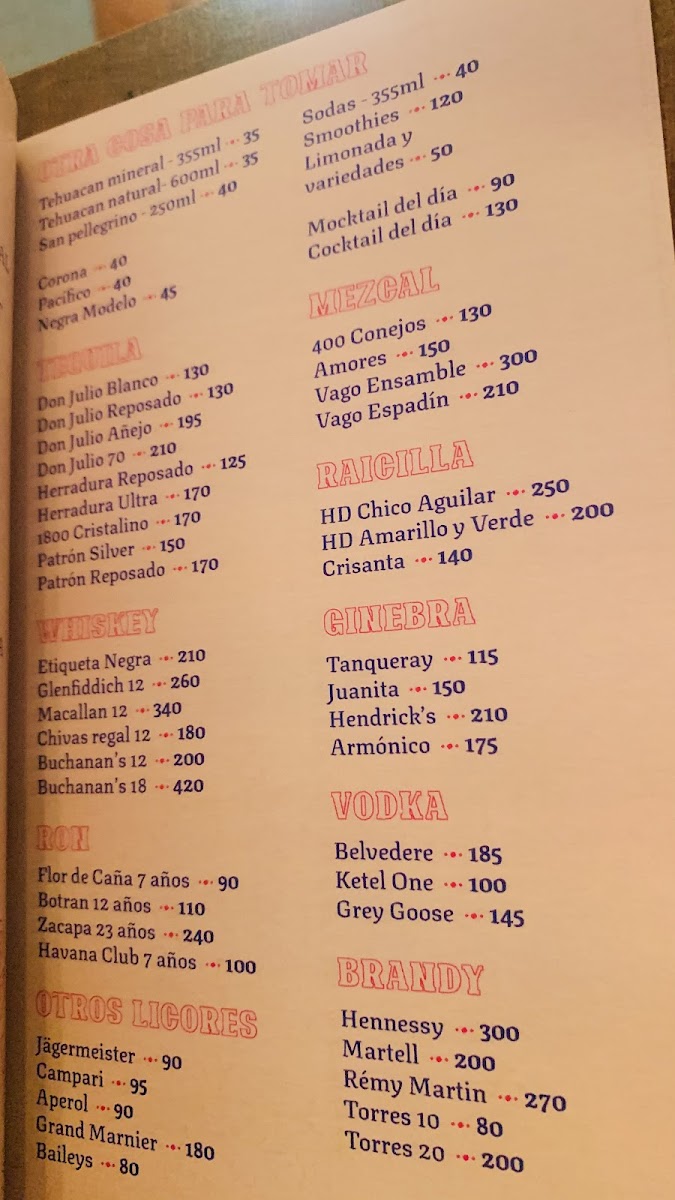 OTRA COSA PARA TOMAR
Tehuacan mineral - 355ml ··· 35
Tehuacan natural- 600ml ··· 35
San pellegrino - 250ml ··· 40
Corona ··· 40
Pacífico ··· 40
Negra Modelo ··· 45
TEQUILA
Don Julio Blanco ··· 130
Don Julio Reposado ··· 130
Don Julio Añejo ··· 195
Don Julio 70 ··· 210
Herradura Reposado ··· 125
Herradura Ultra ··· 170
1800 Cristalino ··· 170
Patrón Silver ··· 150
Patrón Reposado ··· 170
WHISKEY
Etiqueta Negra ··· 210
Glenfiddich 12 ··· 260
Macallan 12 ··· 340
Chivas regal 12 ··· 180
Buchanan's 12 ··· 200
Buchanan's 18 ··· 420
RON
Flor de Caña 7 años ··· 90
Botran 12 años ··· 110
Zacapa 23 años ··· 240
Havana Club 7 años ··· 100
OTROS LICORES
Jägermeister ··· 90
Campari ··· 95
Aperol ··· 90
Grand Marnier ··· 180
Baileys ··· 80
Sodas - 355ml ··· 40
Smoothies ··· 120
Limonada y
variedades ··· 50
Mocktail del día ··· 90
Cocktail del día ··· 130
MEZCAL
400 Conejos ··· 130
Amores ··· 150
Vago Ensamble ··· 300
Vago Espadín ··· 210
RAICILLA
HD Chico Aguilar ··· 250
HD Amarillo y Verde ··· 200
Crisanta ··· 140
GINEBRA
Tanqueray ··· 115
Juanita ··· 150
Hendrick's ··· 210
Armónico ··· 175
VODKA
Belvedere ··· 185
Ketel One ··· 100
Grey Goose ··· 145
BRANDY
Hennessy ··· 300
Martell ··· 200
Rémy Martin ··· 270
Torres 10 ··· 80
Torres 20 ··· 200